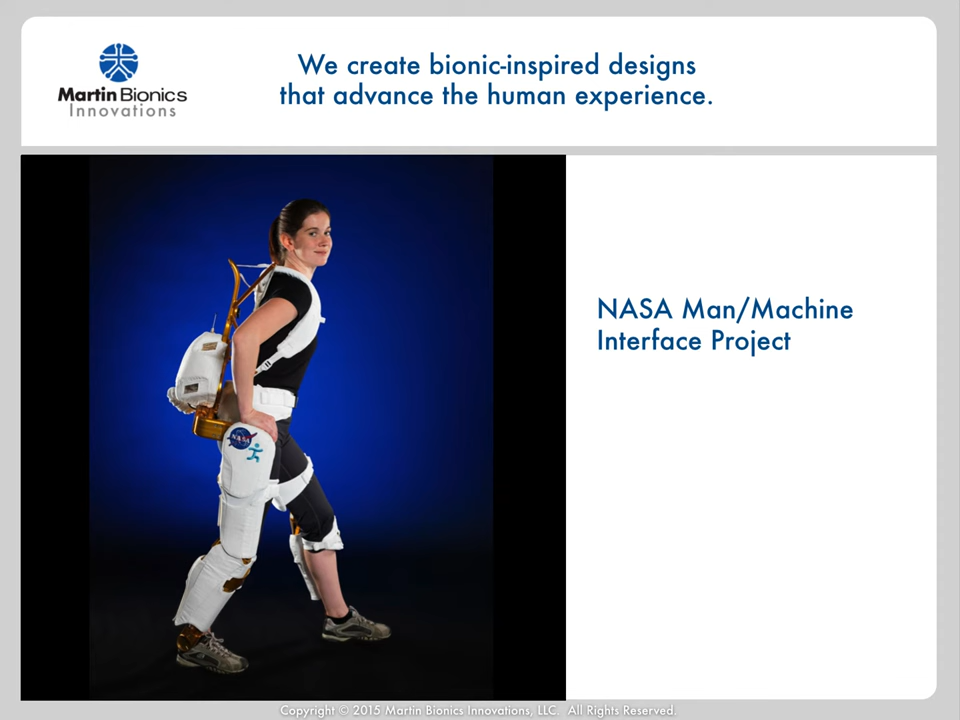 Martin Bionics
Innovations
We create bionic-inspired designs
that advance the human experience.
NASA
NASA Man/Machine
Interface Project
Copyright © 2015 Martin Bionics Innovations, LLC. All Rights Reserved.